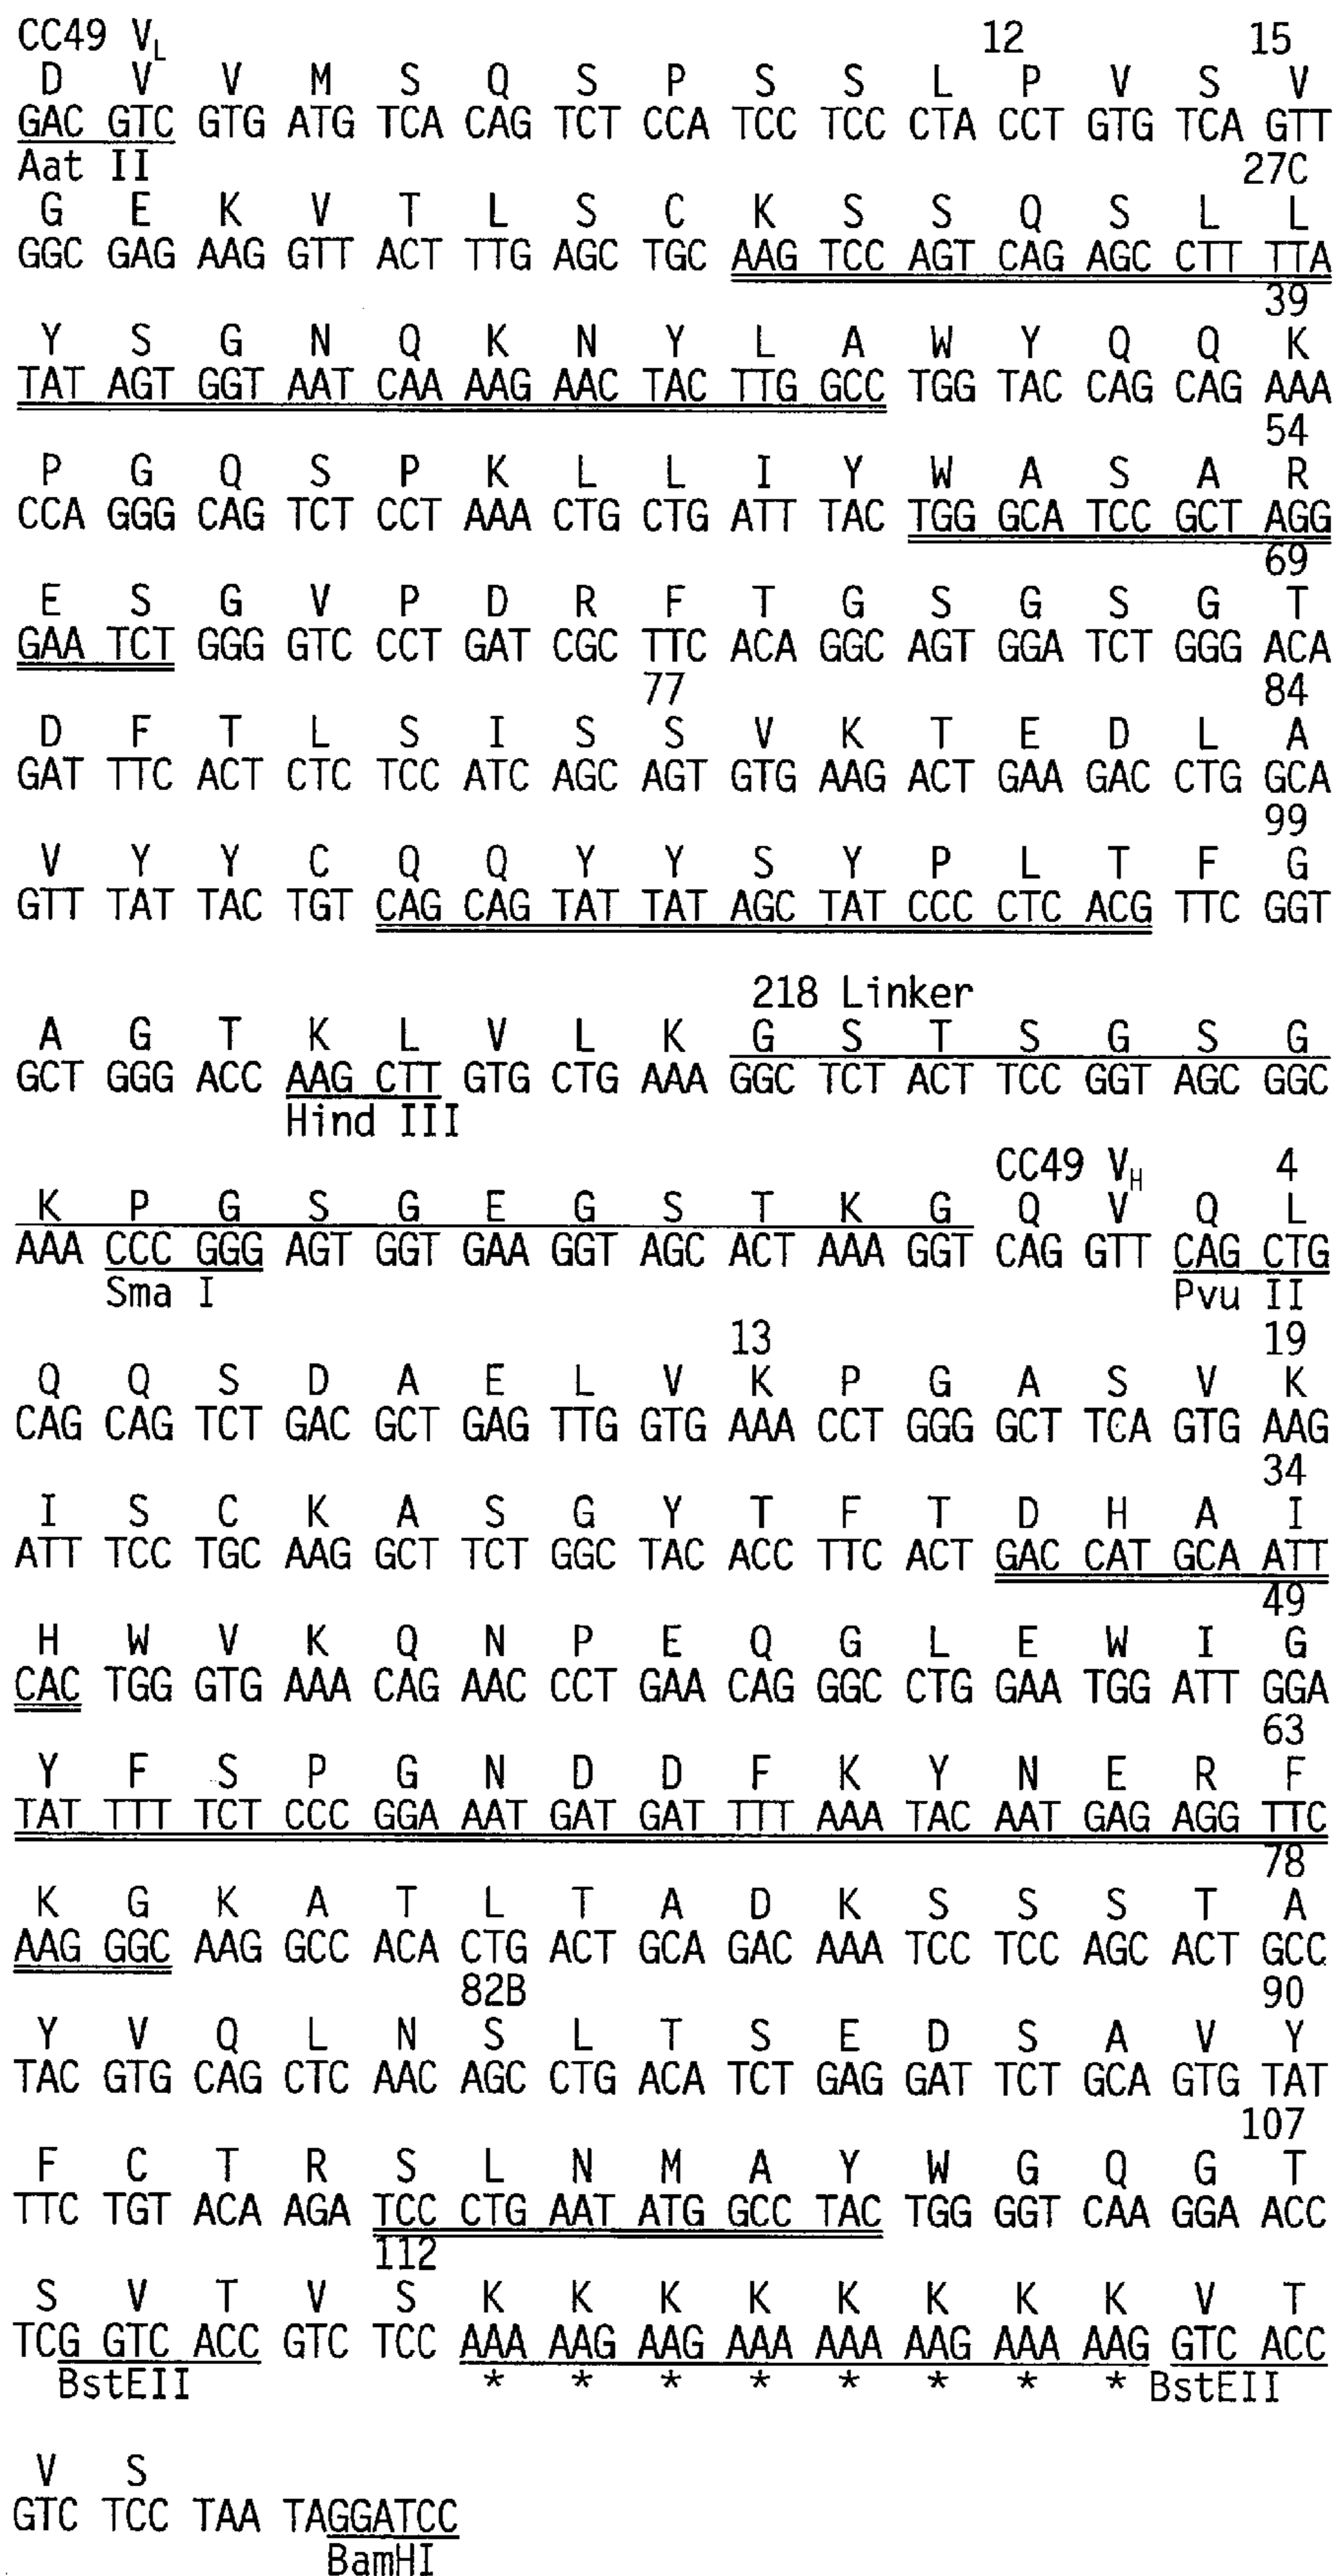 CC49 VL 12 15
D V V M S Q S P S S L P V S V
GAC GTC GTG ATG TCA CAG TCT CCA TCC TCC CTA CCT GTG TCA GTT
Aat II 27C
G E K V T L S C K S S Q S L L
GGC GAG AAG GTT ACT TTG AGC TGC AAG TCC AGT CAG AGC CTT TTA
39
Y S G N Q K N Y L A W Y Q Q K
TAT AGT GGT AAT CAA AAG AAC TAC TTG GCC TGG TAC CAG CAG AAA
54
P G Q S P K L L I Y W A S A R
CCA GGG CAG TCT CCT AAA CTG CTG ATT TAC TGG GCA TCC GCT AGG
69
E S G V P D R F T G S G S G T
GAA TCT GGG GTC CCT GAT CGC TTC ACA GGC AGT GGA TCT GGG ACA
77 84
D F T L S I S S V K T E D L A
GAT TTC ACT CTC TCC ATC AGC AGT GTG AAG ACT GAA GAC CTG GCA
99
V Y Y C Q Q Y Y S Y P L T F G
GTT TAT TAC TGT CAG CAG TAT TAT AGC TAT CCC CTC ACG TTC GGT
218 Linker
A G T K L V L K G S T S G S G
GCT GGG ACC AAG CTT GTG CTG AAA GGC TCT ACT TCC GGT AGC GGC
Hind III
CC49 VH 4
K P G S G E G S T K G Q V Q L
AAA CCC GGG AGT GGT GAA GGT AGC ACT AAA GGT CAG GTT CAG CTG
Sma I Pvu II
13 19
Q Q S D A E L V K P G A S V K
CAG CAG TCT GAC GCT GAG TTG GTG AAA CCT GGG GCT TCA GTG AAG
34
I S C K A S G Y T F T D H A I
ATT TCC TGC AAG GCT TCT GGC TAC ACC TTC ACT GAC CAT GCA ATT
49
H W V K Q N P E Q G L E W I G
CAC TGG GTG AAA CAG AAC CCT GAA CAG GGC CTG GAA TGG ATT GGA
63
Y F S P G N D D F K Y N E R F
TAT TTT TCT CCC GGA AAT GAT GAT TTT AAA TAC AAT GAG AGG TTC
78
K G K A T L T A D K S S S T A
AAG GGC AAG GCC ACA CTG ACT GCA GAC AAA TCC TCC AGC ACT GCC
82B 90
Y V Q L N S L T S E D S A V Y
TAC GTG CAG CTC AAC AGC CTG ACA TCT GAG GAT TCT GCA GTG TAT
107
F C T R S L N M A Y W G Q G T
TTC TGT ACA AGA TCC CTG AAT ATG GCC TAC TGG GGT CAA GGA ACC
112
S V T V S K K K K K K K K V T
TCG GTC ACC GTC TCC AAA AAG AAG AAA AAA AAG AAA AAG GTC ACC
BstEII * * * * * * * * BstEII
V S
GTC TCC TAA TAGGATCC
BamHI